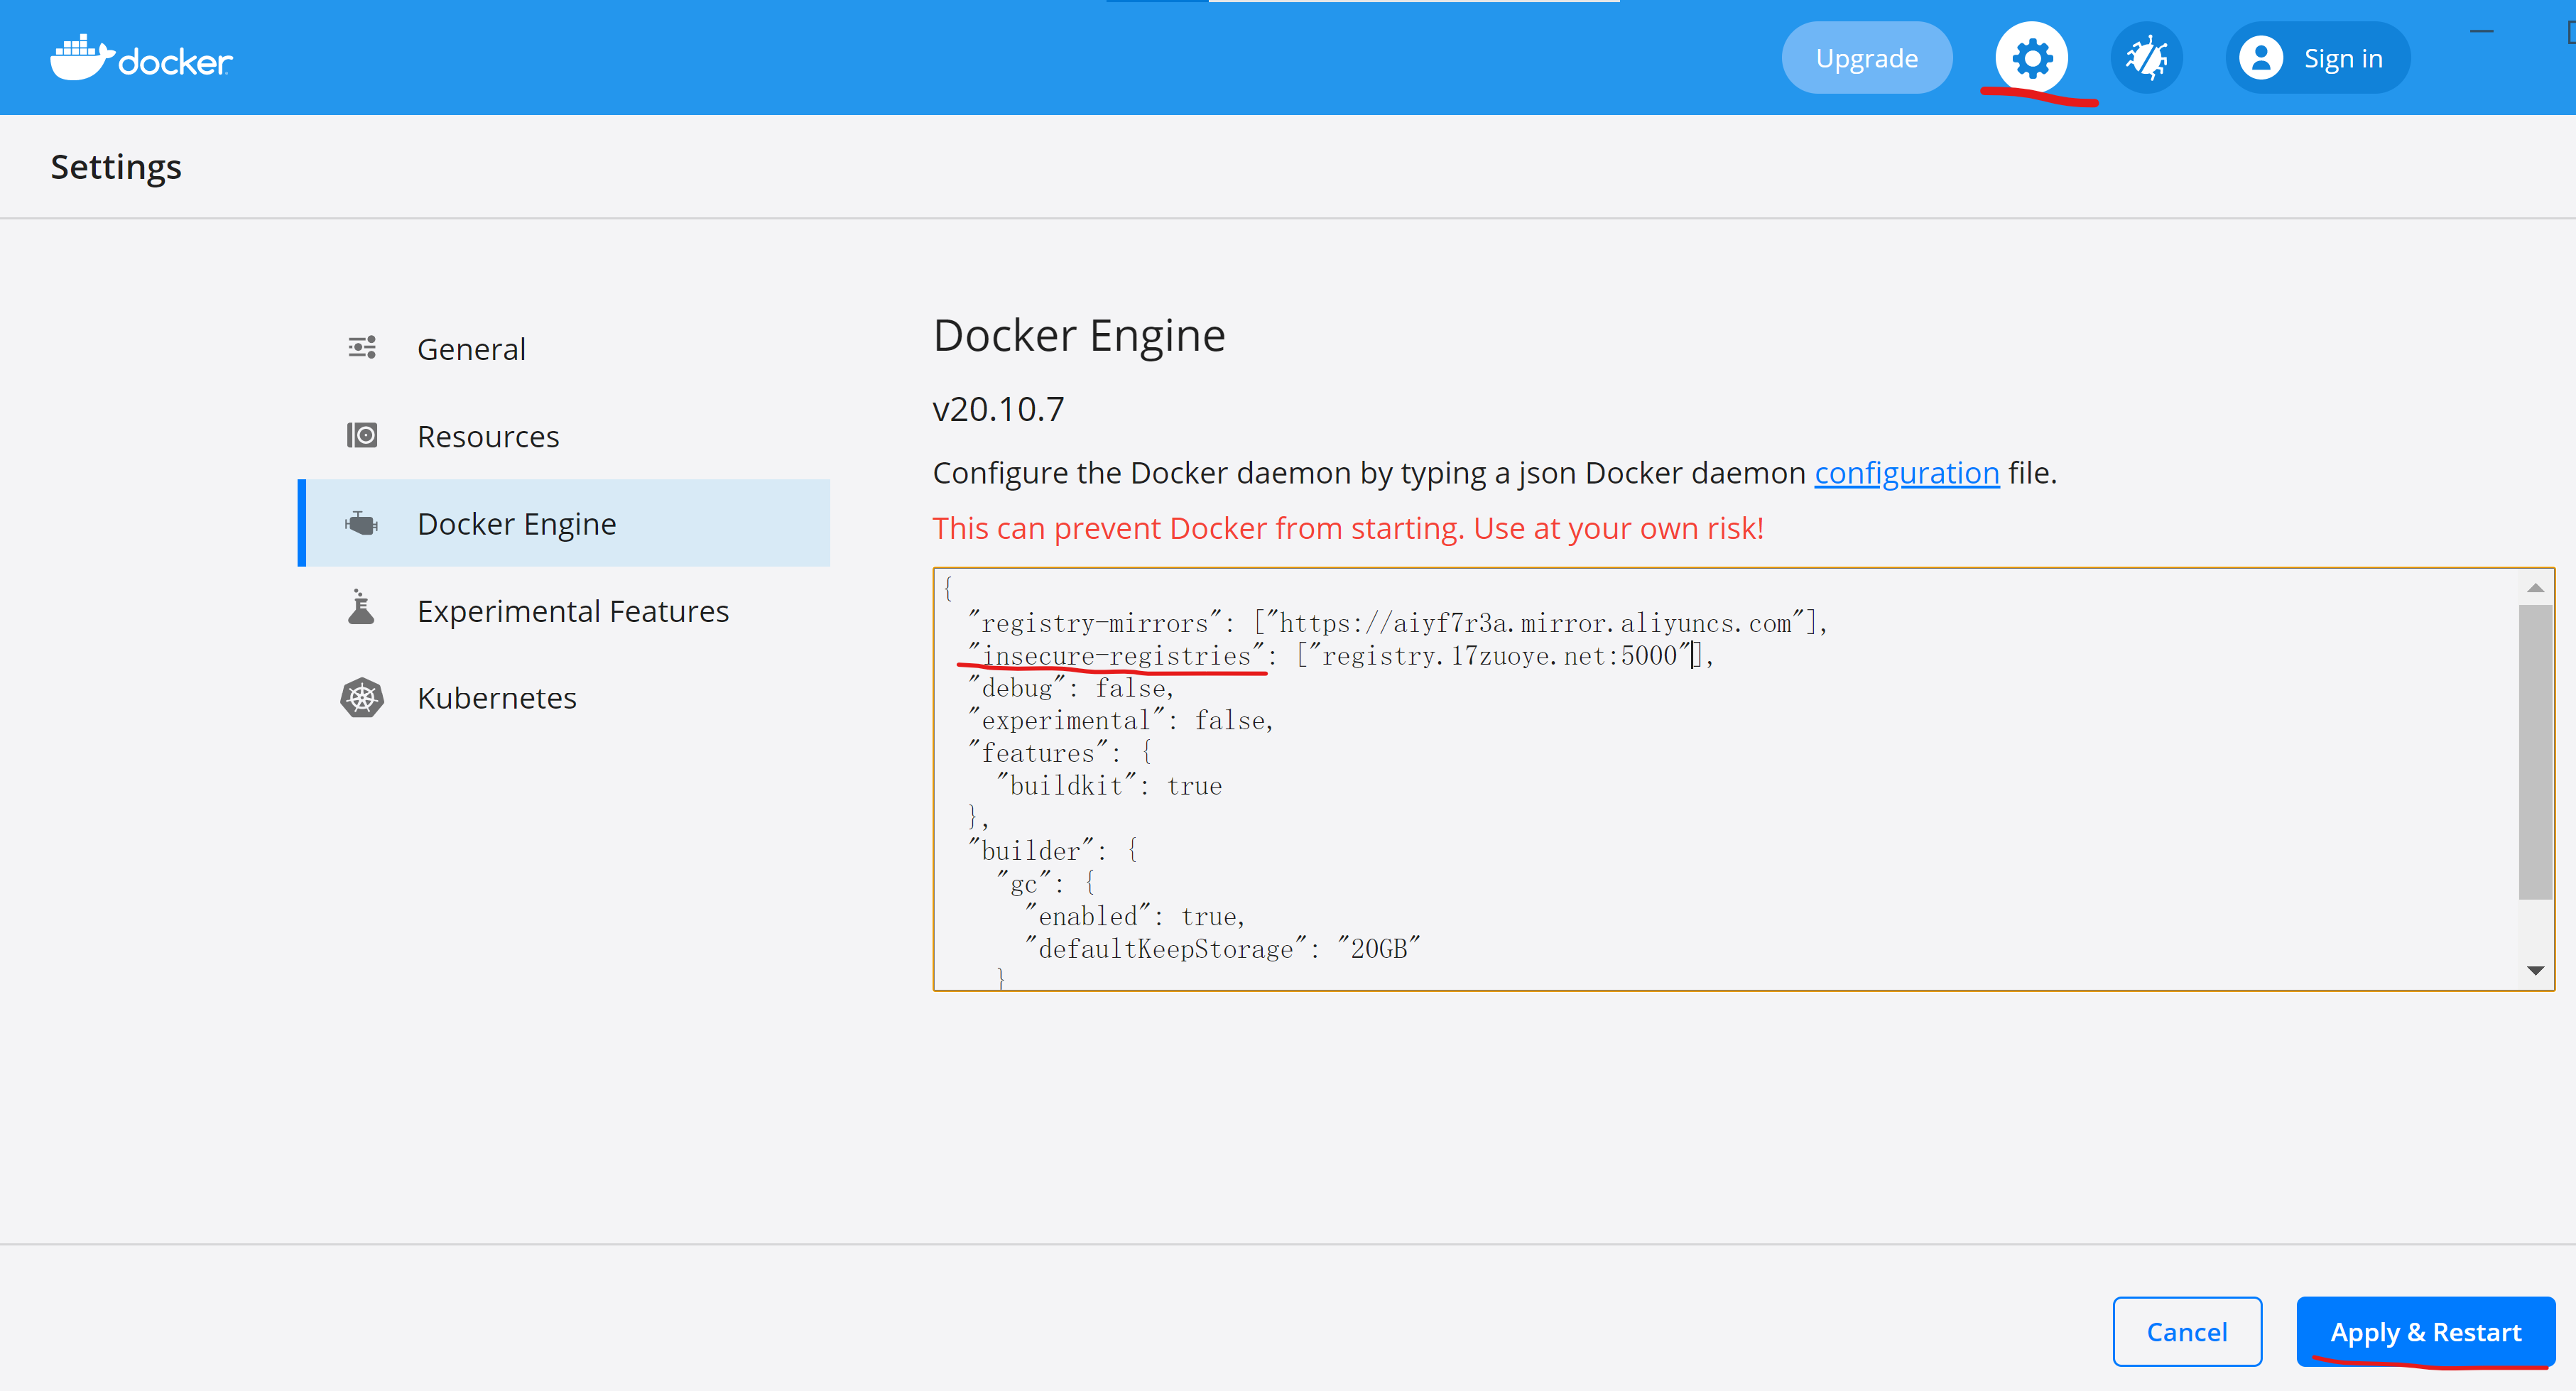 docker
Upgrade
Sign in
Settings
General
Resources
Docker Engine
Experimental Features
Kubernetes
Docker Engine
v20.10.7
Configure the Docker daemon by typing a json Docker daemon configuration file.
This can prevent Docker from starting. Use at your own risk!
{
  "registry-mirrors": ["https://aiyf7r3a.mirror.aliyuncs.com"],
  "insecure-registries": ["registry.17zuoye.net:5000"],
  "debug": false,
  "experimental": false,
  "features": {
    "buildkit": true
  },
  "builder": {
    "gc": {
      "enabled": true,
      "defaultKeepStorage": "20GB"
    }
Cancel
Apply & Restart